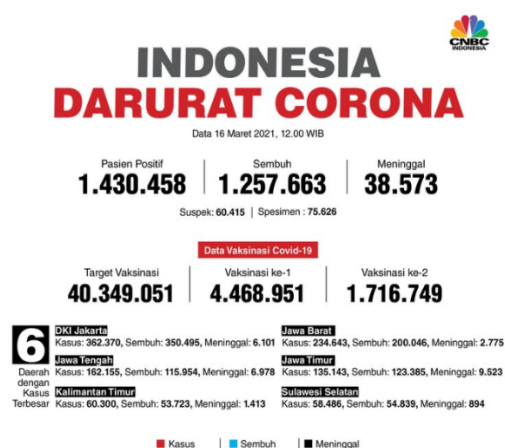 CNBC
INDONESIA
INDONESIA
DARURAT CORONA
Data 16 Maret 2021, 12.00 WIB
Pasien Positif
1.430.458
Sembuh
1.257.663
Meninggal
38.573
Suspek: 60.415 | Spesimen : 75.626
Data Vaksinasi Covid-19
Target Vaksinasi
40.349.051
Vaksinasi ke-1
4.468.951
Vaksinasi ke-2
1.716.749
6
Daerah
dengan
Kasus
Terbesar
DKI Jakarta
Kasus: 362.370, Sembuh: 350.495, Meninggal: 6.101
Jawa Barat
Kasus: 234.643, Sembuh: 200.046, Meninggal: 2.775
Jawa Tengah
Kasus: 162.155, Sembuh: 115.954, Meninggal: 6.978
Jawa Timur
Kasus: 135.143, Sembuh: 123.385, Meninggal: 9.523
Kalimantan Timur
Kasus: 60.300, Sembuh: 53.723, Meninggal: 1.413
Sulawesi Selatan
Kasus: 58.486, Sembuh: 54.839, Meninggal: 894
Kasus | Sembuh | Meninggal